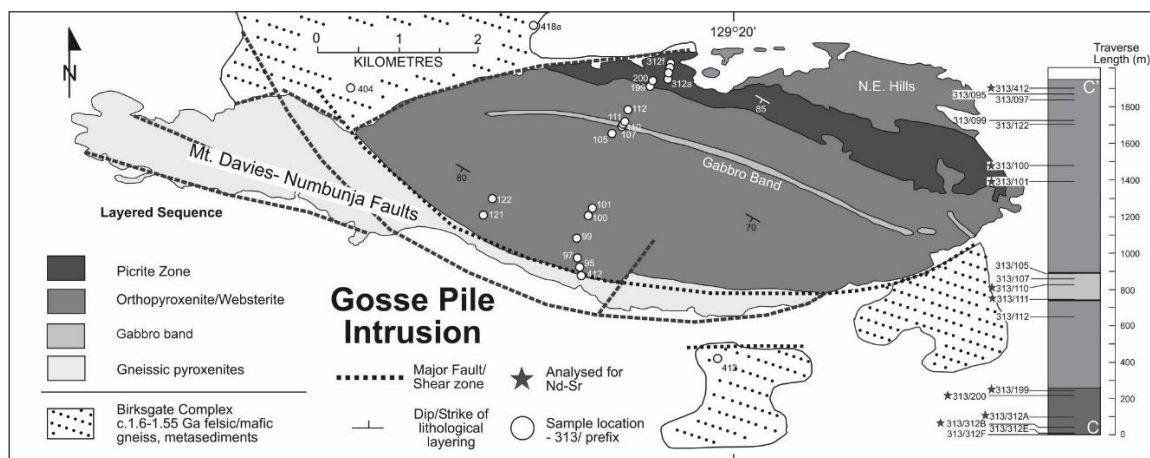 418a
129°20'
0
1
2
KILOMETRES
N
404
312f
200
199
312a
N.E. Hills
85
112
111
110
107
105
Gabbro Band
Mt. Davies- Numbunja Faults
80
122
121
101
100
70
99
97
95
412
Layered Sequence
Picrite Zone
Orthopyroxenite/Websterite
Gabbro band
Gneissic pyroxenites
Birksgate Complex
c.1.6-1.55 Ga felsic/mafic
gneiss, metasediments
Gosse Pile
Intrusion
Major Fault/
Shear zone
Dip/Strike of
lithological
layering
Analysed for
Nd-Sr
Sample location
- 313/ prefix
413
Traverse
Length (m)
C'
1800
1600
1400
1200
1000
800
600
400
200
0
C
313/412
313/095
313/097
313/099
313/122
313/100
313/101
313/105
313/107
313/110
313/111
313/112
313/199
313/200
313/312A
313/312B
313/312E
313/312F